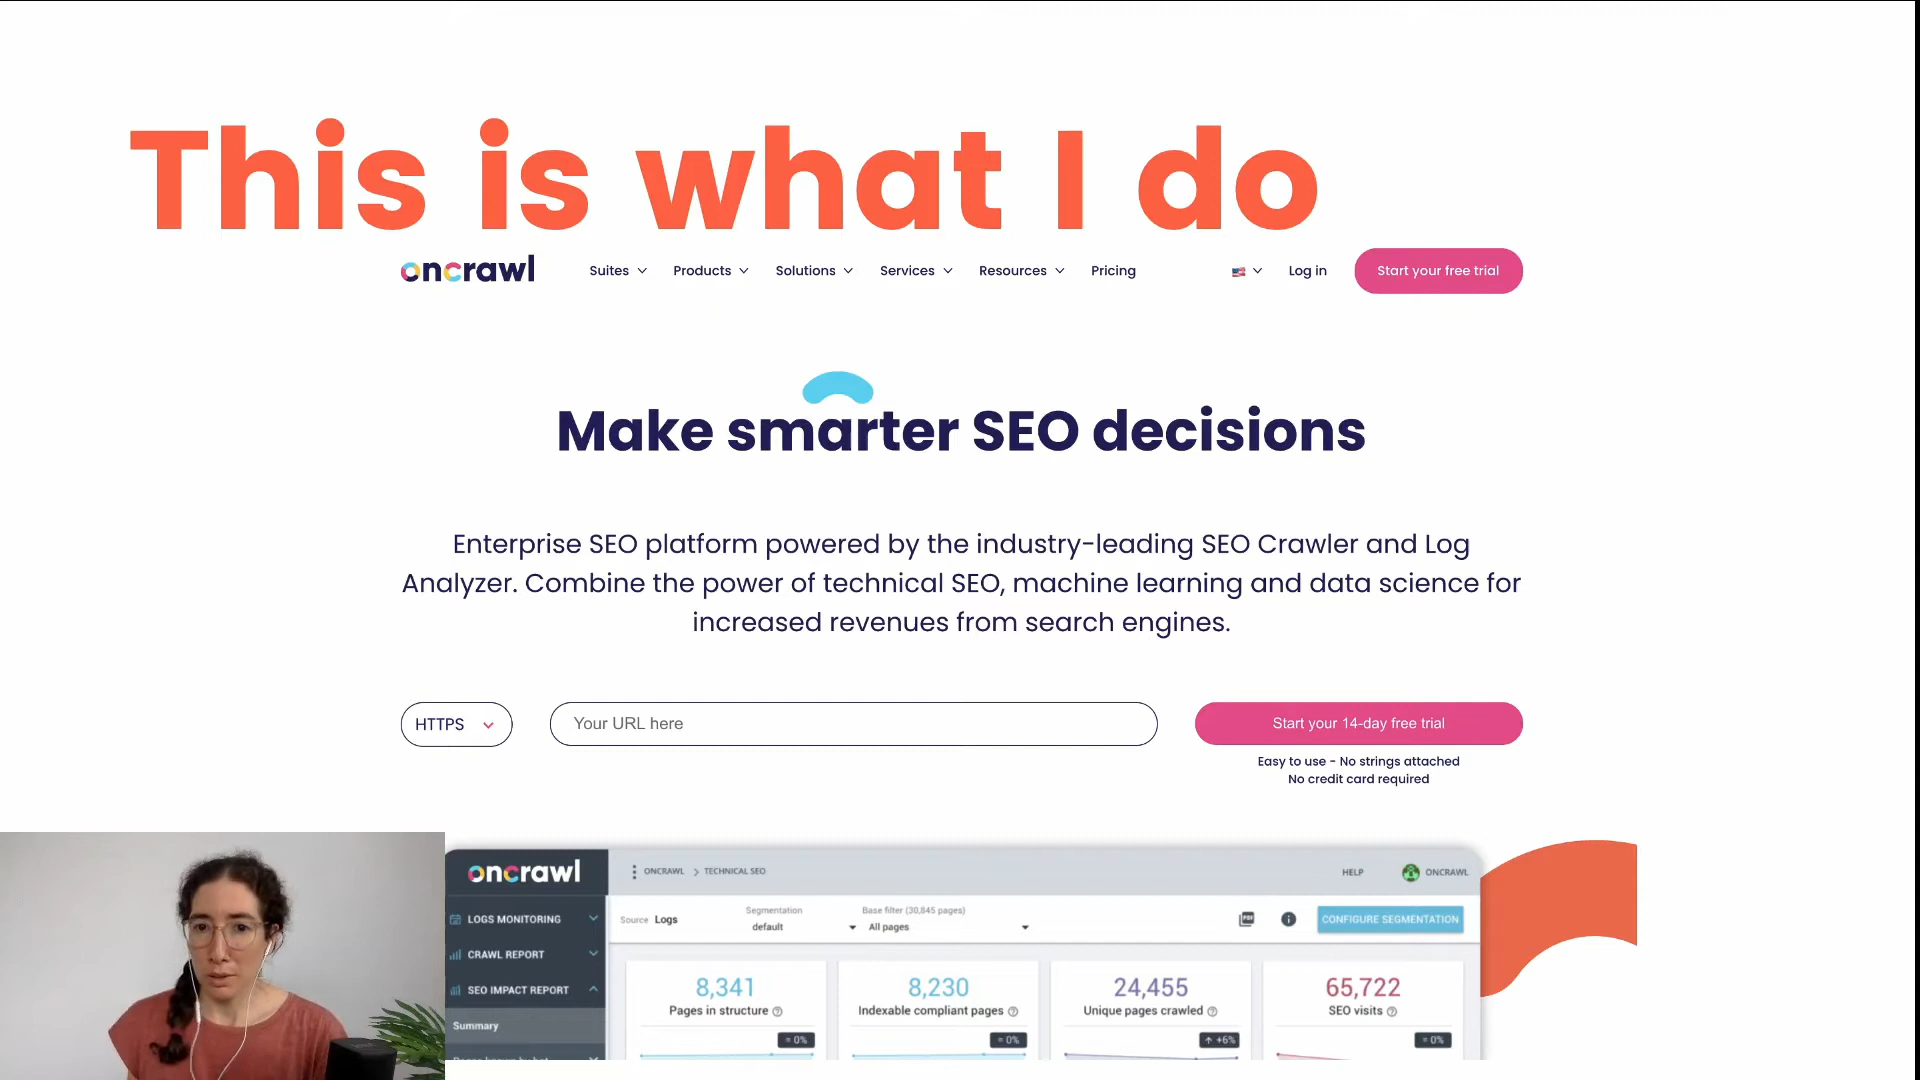 This is what I do
oncrawl Suites Products Solutions Services Resources Pricing Log in Start your free trial
Make smarter SEO decisions
Enterprise SEO platform powered by the industry-leading SEO Crawler and Log
Analyzer. Combine the power of technical SEO, machine learning and data science for
increased revenues from search engines.
HTTPS Your URL here Start your 14-day free trial
Easy to use - No strings attached
No credit card required
oncrawl ONCRAWL > TECHNICAL SEO HELP ONCRAWL
LOGS MONITORING
CRAWL REPORT
SEO IMPACT REPORT
Summary
Source Logs
Segmentation
default
Base filter (30,845 pages)
All pages
PDF
CONFIGURE SEGMENTATION
8,341
Pages in structure
= 0%
8,230
Indexable compliant pages
= 0%
24,455
Unique pages crawled
↑ +6%
65,722
SEO visits
= 0%